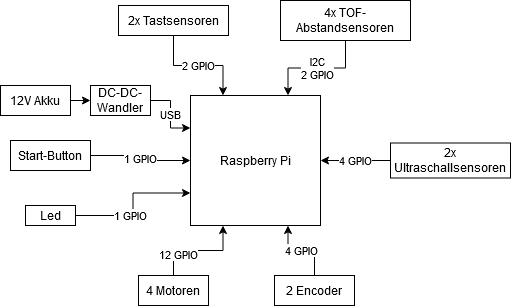 2x Tastsensoren
4x TOF-
Abstandsensoren
2 GPIO
I2C
2 GPIO
12V Akku
DC-DC-
Wandler
USB
Start-Button
1 GPIO
Raspberry Pi
4 GPIO
2x
Ultraschallsensoren
Led
1 GPIO
12 GPIO
4 GPIO
4 Motoren
2 Encoder